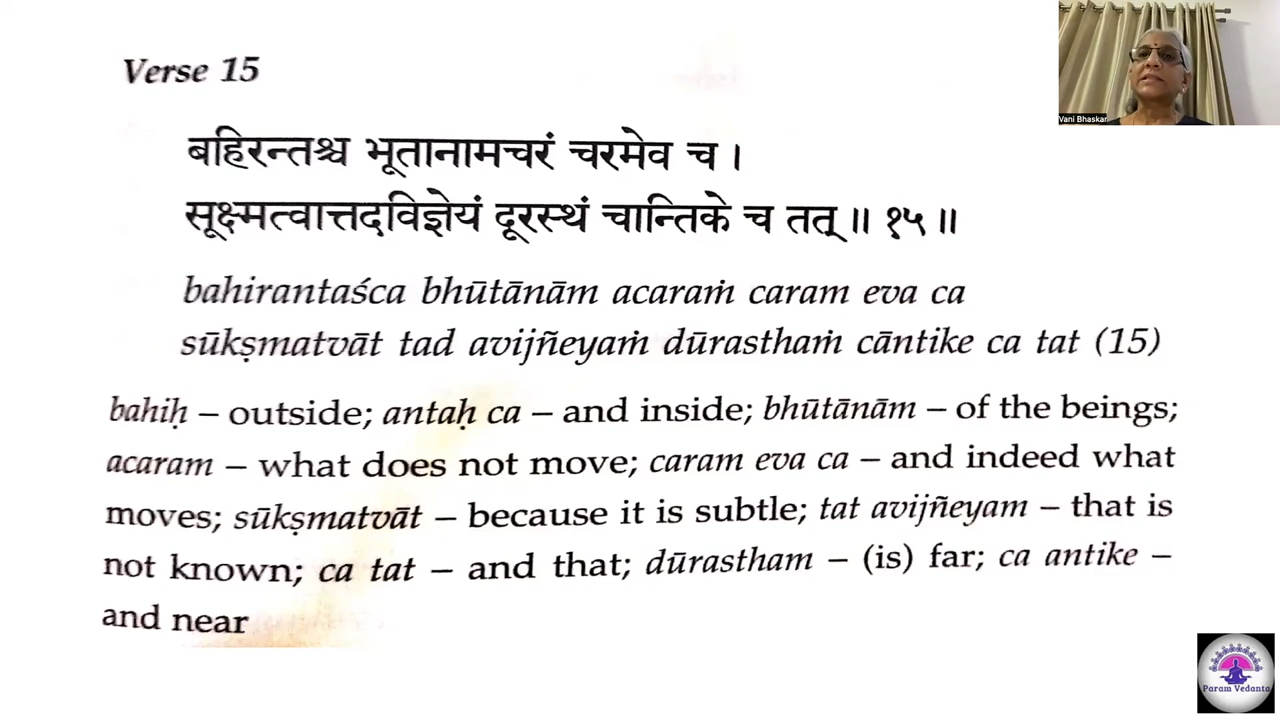 Verse 15
बहिरन्तश्च भूतानामचरं चरमेव च ।
सूक्ष्मत्वात्तदविज्ञेयं दूरस्थं चान्तिके च तत् ॥ १५ ॥
bahirantaśca bhūtānām acaraṁ caram eva ca
sūkṣmatvāt tad avijñeyaṁ dūrasthaṁ cāntike ca tat (15)
bahiḥ – outside; antaḥ ca – and inside; bhūtānām – of the beings;
acaram – what does not move; caram eva ca – and indeed what
moves; sūkṣmatvāt – because it is subtle; tat avijñeyam – that is
not known; ca tat – and that; dūrastham – (is) far; ca antike –
and near
Vani Bhaskar
Param Vedanta